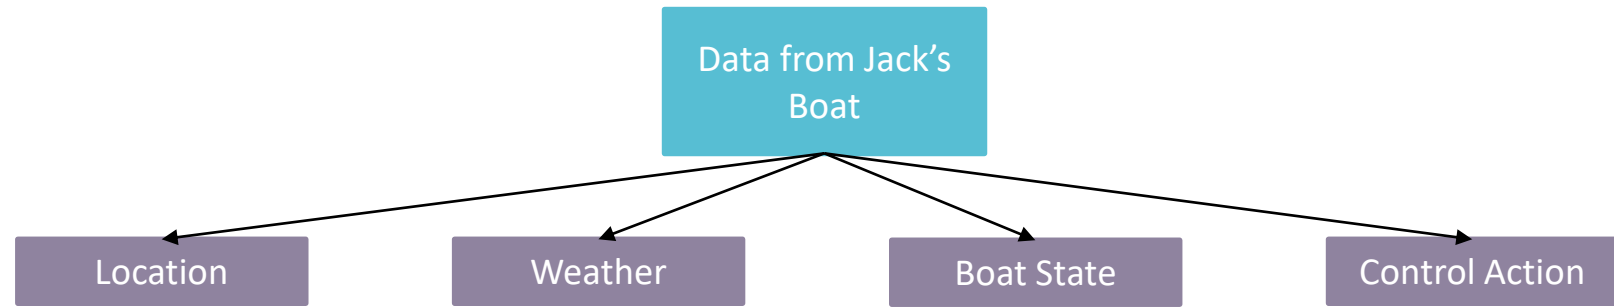 Data from Jack’s
Boat
Location
Weather
Boat State
Control Action